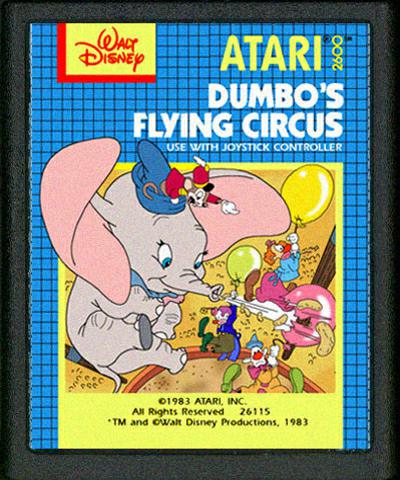 WALT
DISNEY
ATARI® 2600™
DUMBO'S
FLYING CIRCUS
USE WITH JOYSTICK CONTROLLER
©1983 ATARI, INC.
All Rights Reserved 26115
*TM and ©Walt Disney Productions, 1983